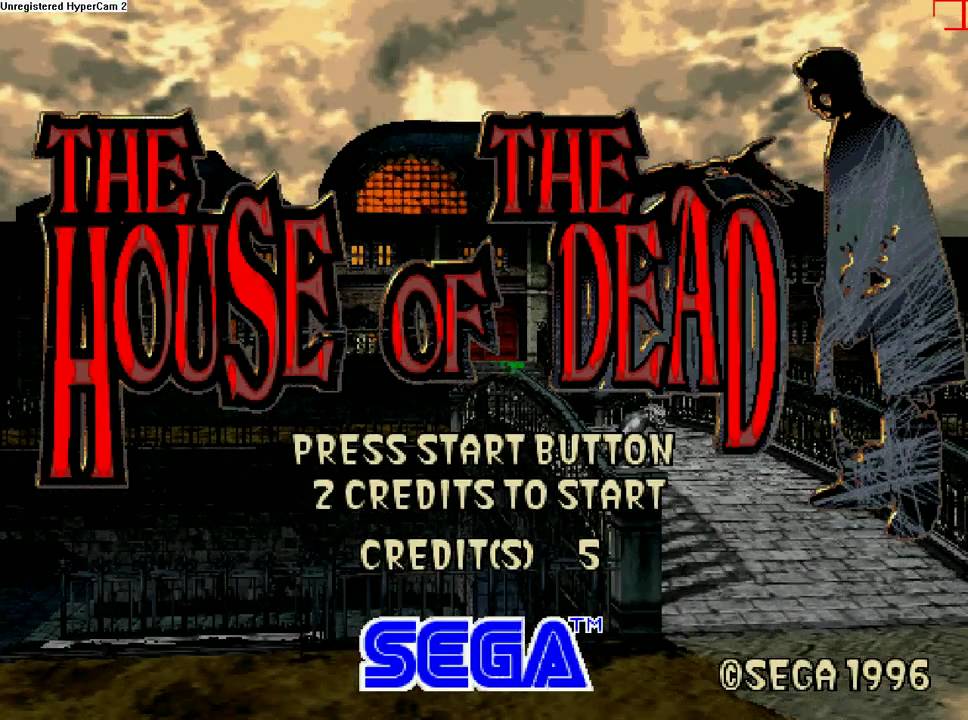 Unregistered HyperCam 2
THE HOUSE OF THE DEAD
PRESS START BUTTON
2 CREDITS TO START
CREDIT(S) 5
SEGA™
©SEGA 1996